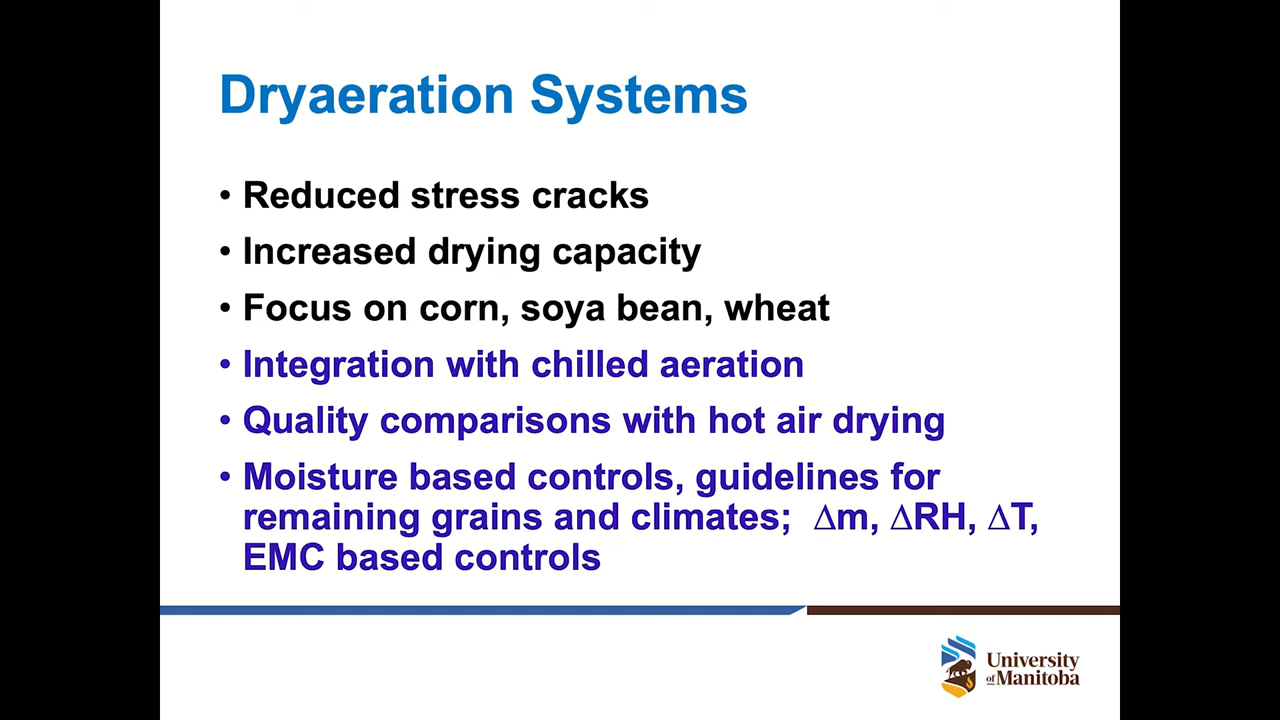 Dryaeration Systems
• Reduced stress cracks
• Increased drying capacity
• Focus on corn, soya bean, wheat
• Integration with chilled aeration
• Quality comparisons with hot air drying
• Moisture based controls, guidelines for
remaining grains and climates;  ∆m, ∆RH, ∆T,
EMC based controls
University
of Manitoba